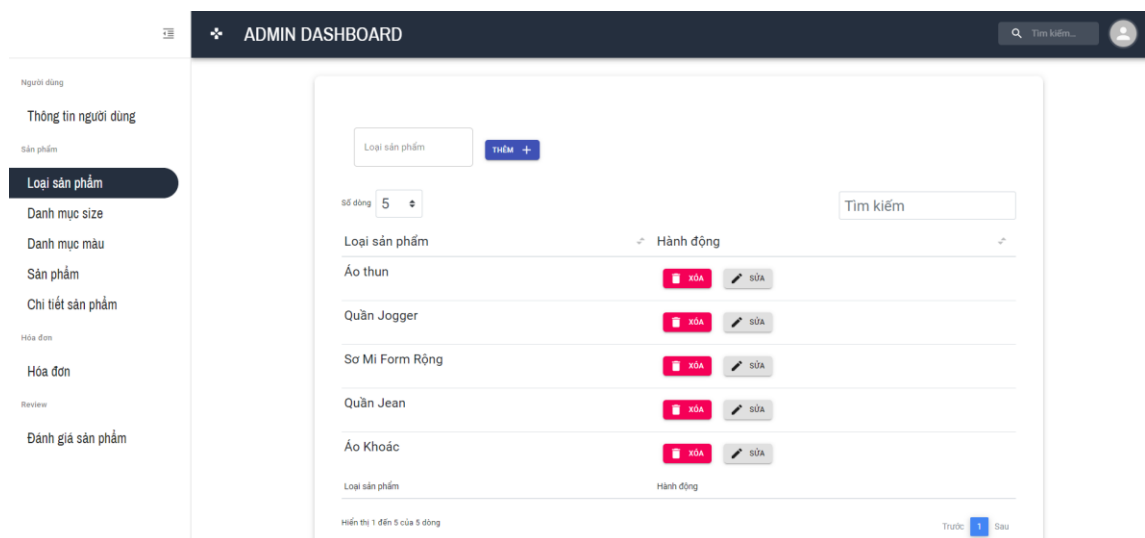 ADMIN DASHBOARD
Tìm kiếm...
Người dùng
Thông tin người dùng
Sản phẩm
Loại sản phẩm
Danh mục size
Danh mục màu
Sản phẩm
Chi tiết sản phẩm
Hóa đơn
Hóa đơn
Review
Đánh giá sản phẩm
Loại sản phẩm
THÊM
Số dòng 5
Tìm kiếm
Loại sản phẩm Hành động
Áo thun XÓA SỬA
Quần Jogger XÓA SỬA
Sơ Mi Form Rộng XÓA SỬA
Quần Jean XÓA SỬA
Áo Khoác XÓA SỬA
Loại sản phẩm Hành động
Hiển thị 1 đến 5 của 5 dòng
Trước 1 Sau